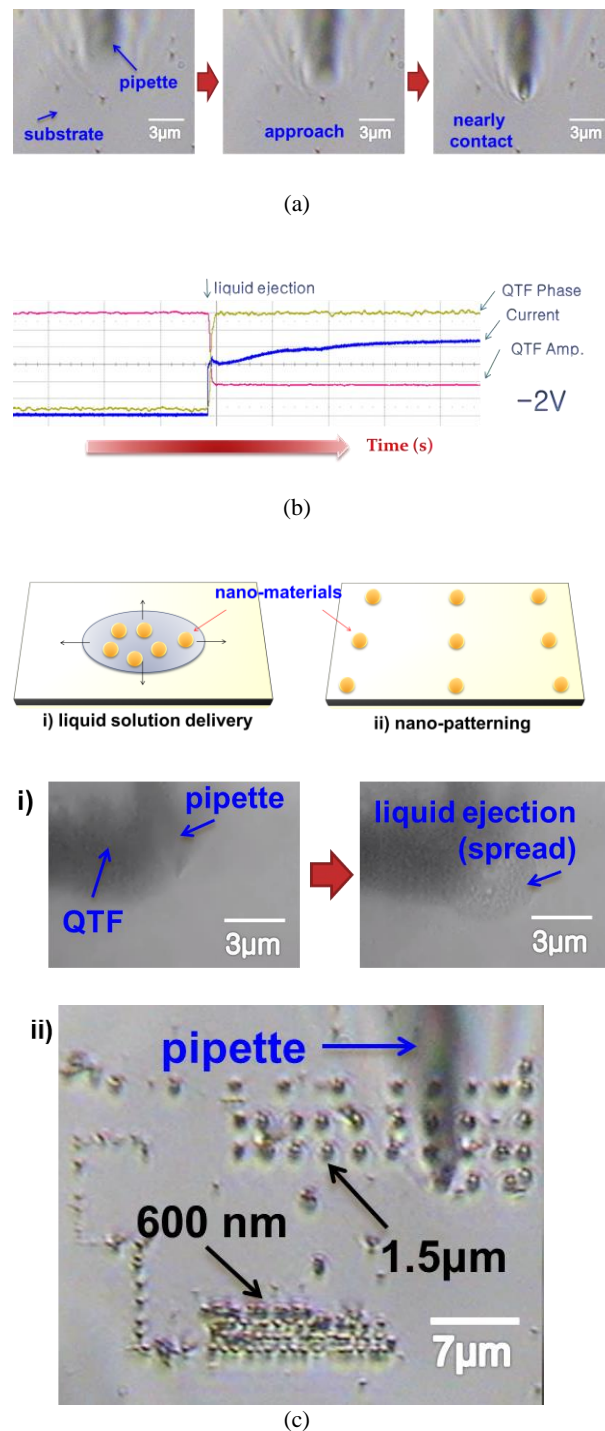 pipette
substrate
3µm
approach
3µm
nearly
contact
3µm
(a)
liquid ejection
QTF Phase
Current
QTF Amp.
-2V
Time (s)
(b)
nano-materials
i) liquid solution delivery
ii) nano-patterning
i)
pipette
QTF
3µm
liquid ejection
(spread)
3µm
ii)
pipette
600 nm
1.5µm
7µm
(c)